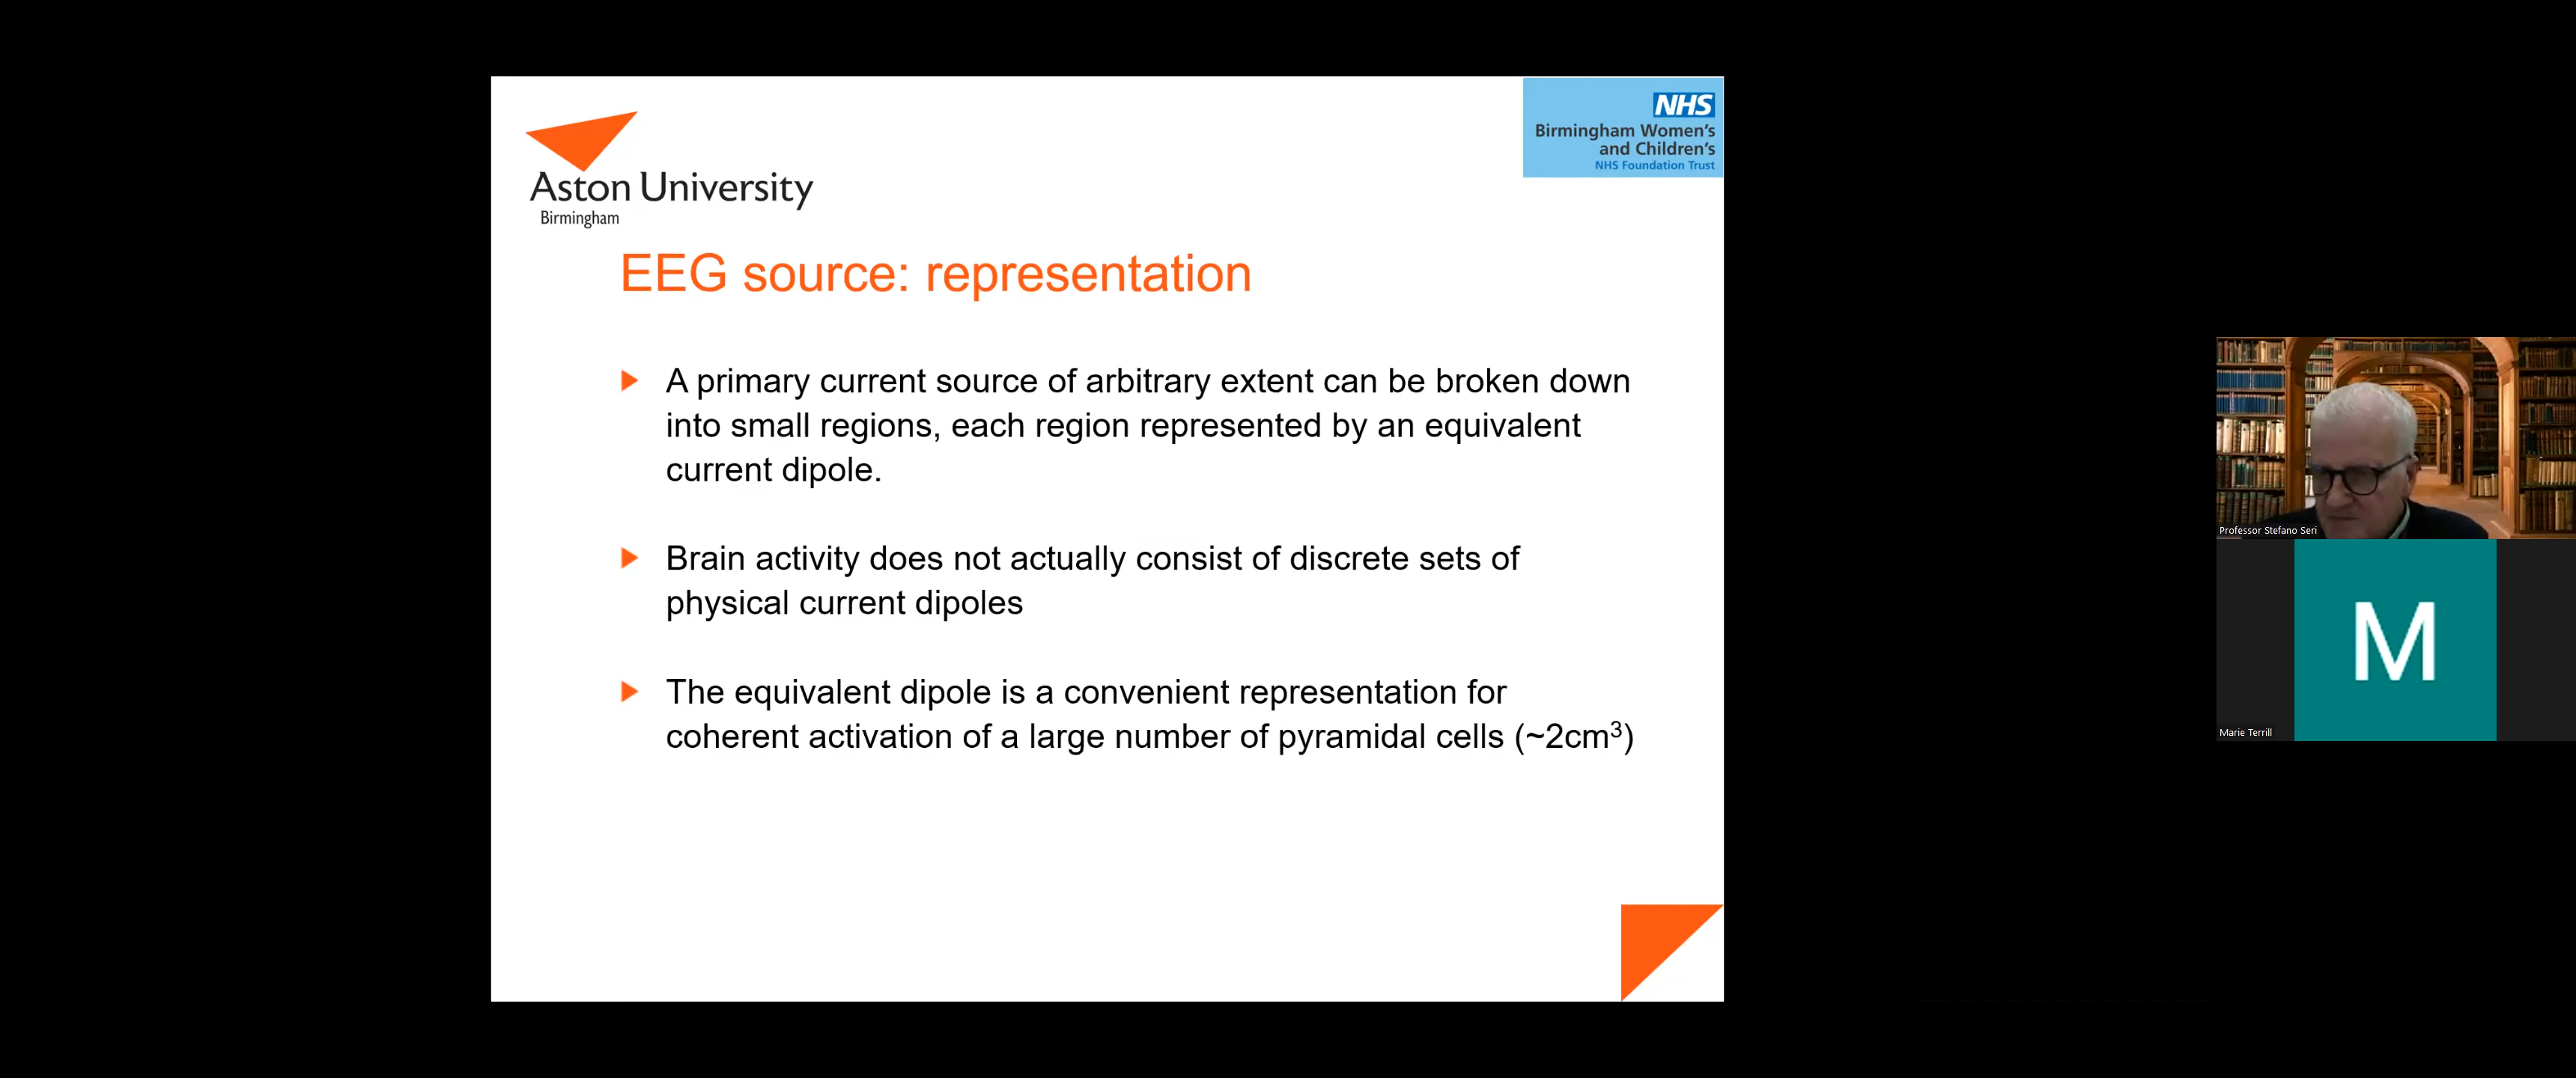 Aston University
Birmingham
NHS
Birmingham Women's
and Children's
NHS Foundation Trust
EEG source: representation
A primary current source of arbitrary extent can be broken down
into small regions, each region represented by an equivalent
current dipole.
Brain activity does not actually consist of discrete sets of
physical current dipoles
The equivalent dipole is a convenient representation for
coherent activation of a large number of pyramidal cells (~2cm³)
Professor Stefano Seri
M
Marie Terrill